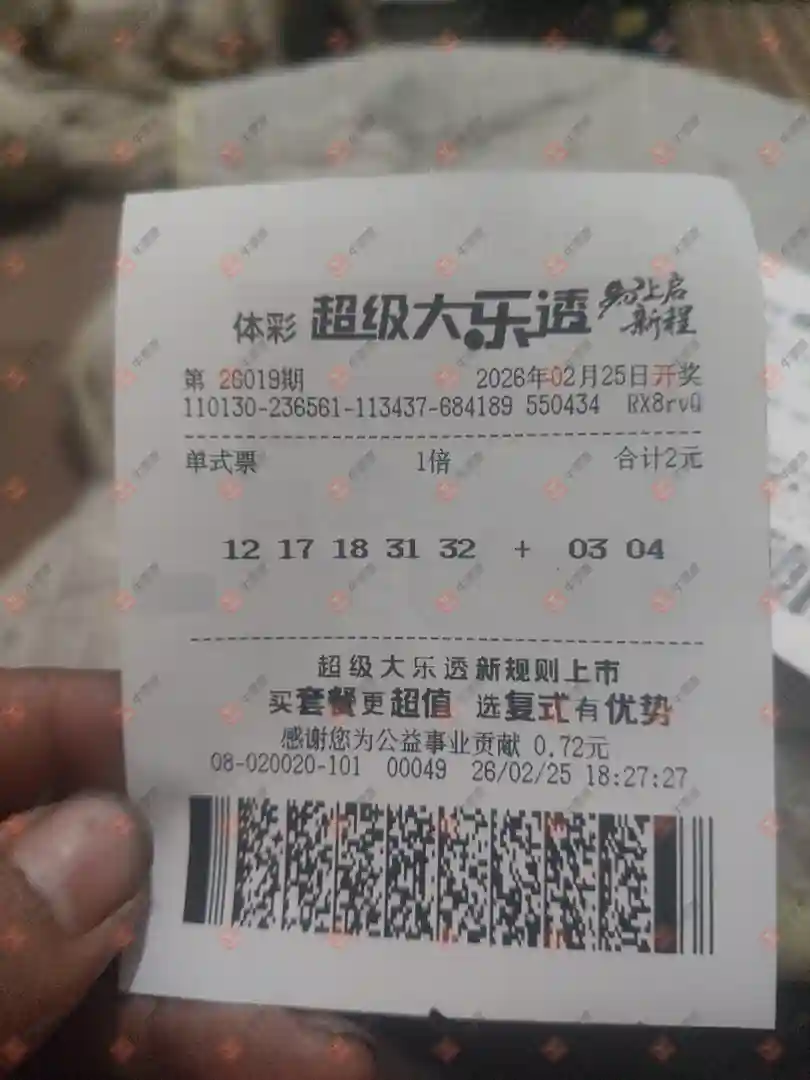 体彩 超级大乐透 马上启
新程
第 26019期 2026年02月25日开奖
110130-236561-113437-684189 550434 RX8rvQ
单式票 1倍 合计2元
12 17 18 31 32 + 03 04
超级大乐透新规则上市
买套餐更超值 选复式有优势
感谢您为公益事业贡献 0.72元
08-020020-101 00049 26/02/25 18:27:27